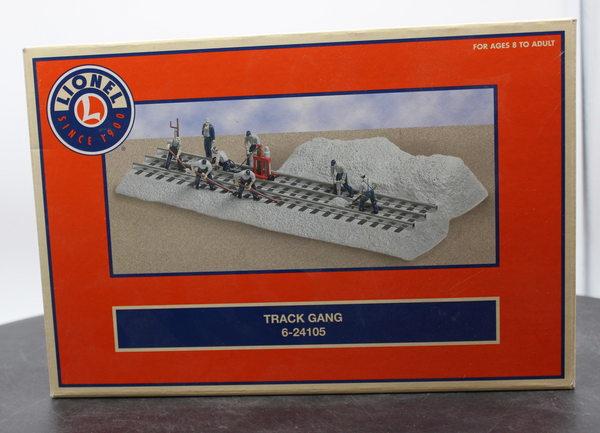 FOR AGES 8 TO ADULT
LIONEL
L
SINCE 1900
TRACK GANG
6-24105